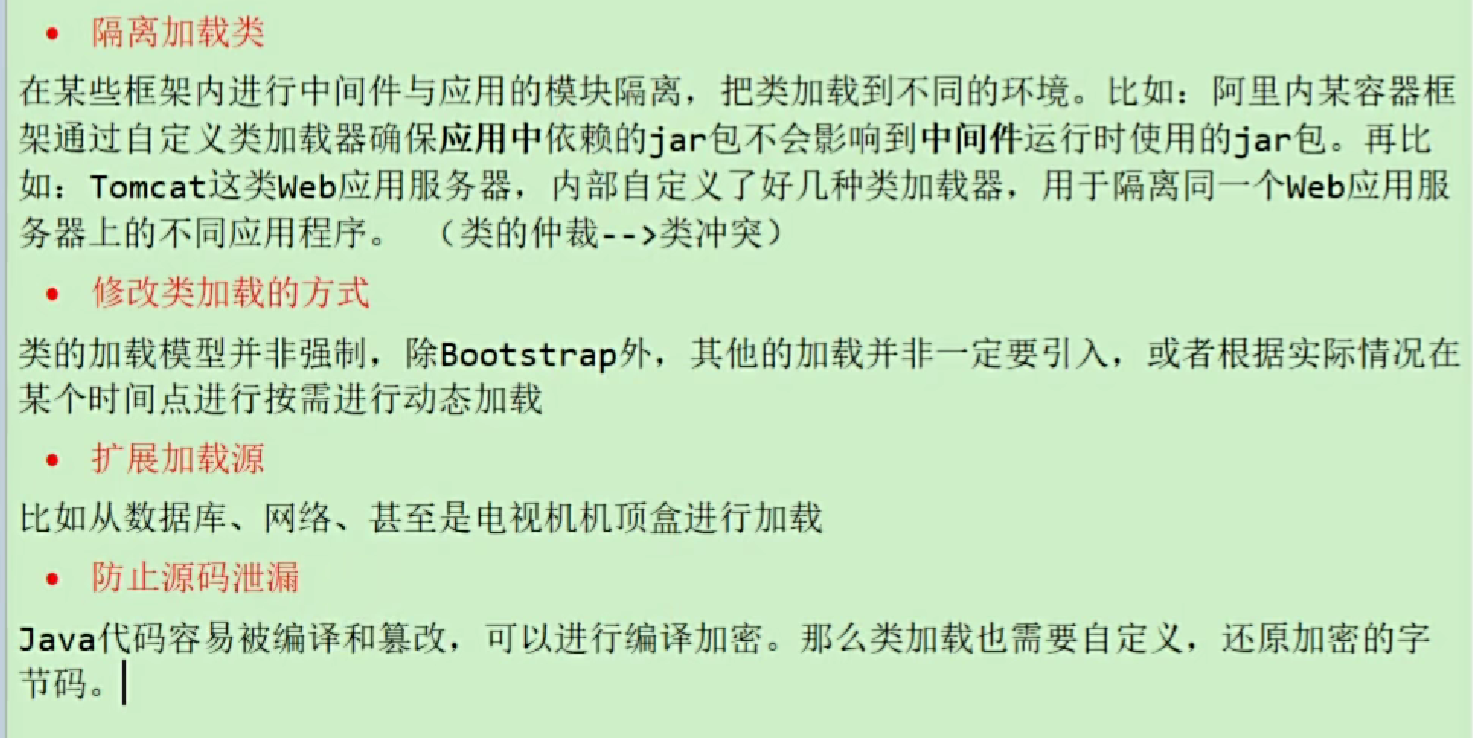 • 隔离加载类
在某些框架内进行中间件与应用的模块隔离，把类加载到不同的环境。比如：阿里内某容器框
架通过自定义类加载器确保应用中依赖的jar包不会影响到中间件运行时使用的jar包。再比
如：Tomcat这类Web应用服务器，内部自定义了好几种类加载器，用于隔离同一个Web应用服
务器上的不同应用程序。 （类的仲裁-->类冲突）
• 修改类加载的方式
类的加载模型并非强制，除Bootstrap外，其他的加载并非一定要引入，或者根据实际情况在
某个时间点进行按需进行动态加载
• 扩展加载源
比如从数据库、网络、甚至是电视机机顶盒进行加载
• 防止源码泄漏
Java代码容易被编译和篡改，可以进行编译加密。那么类加载也需要自定义，还原加密的字
节码。